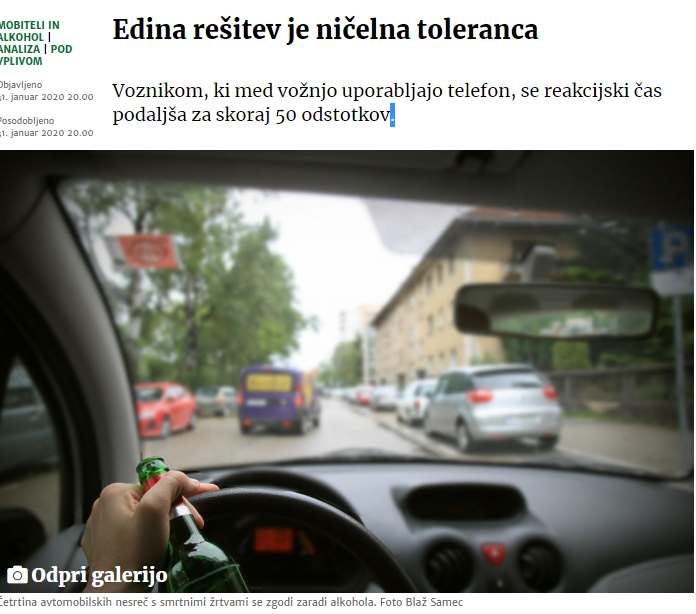 MOBITELI IN
ALKOHOL |
ANALIZA | POD
VPLIVOM
Objavljeno
31. januar 2020 20.00
Posodobljeno
31. januar 2020 20.00
Edina rešitev je ničelna toleranca
Voznikom, ki med vožnjo uporabljajo telefon, se reakcijski čas
podaljša za skoraj 50 odstotkov.
P
Odpri galerijo
Četrtina avtomobilskih nesreč s smrtnimi žrtvami se zgodi zaradi alkohola. Foto Blaž Samec